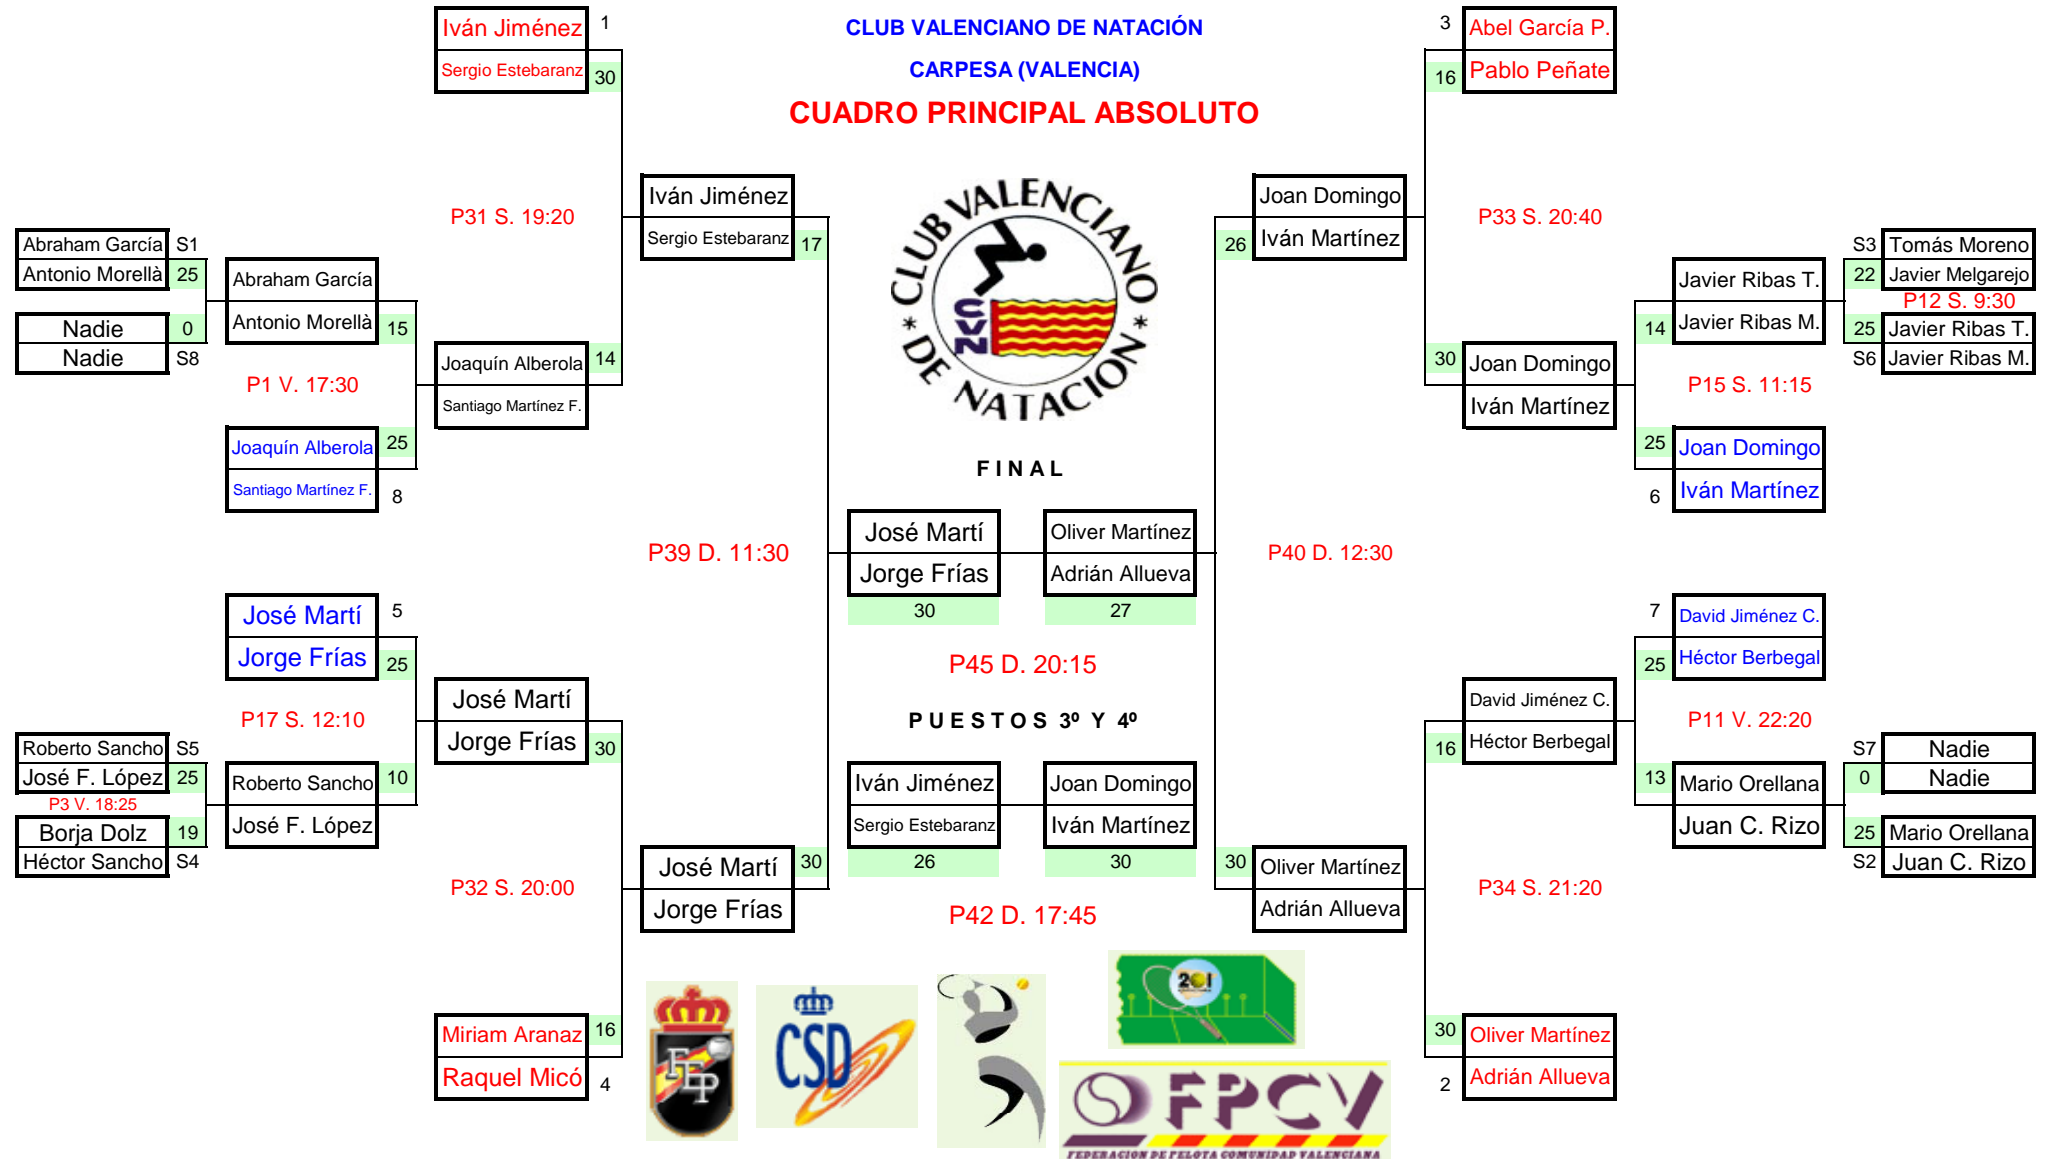 CLUB VALENCIANO DE NATACIÓN
CARPESA (VALENCIA)
CUADRO PRINCIPAL ABSOLUTO
Abraham García S1
Antonio Morellà 25
Nadie 0
Nadie S8
Roberto Sancho S5
José F. López 25
P3 V. 18:25
Borja Dolz 19
Héctor Sancho S4
Abraham García
Antonio Morellà 15
P1 V. 17:30
Joaquín Alberola 25
Santiago Martínez F. 8
José Martí 5
Jorge Frías 25
P17 S. 12:10
Roberto Sancho 10
José F. López
Iván Jiménez 1
Sergio Estebaranz 30
P31 S. 19:20
Joaquín Alberola 14
Santiago Martínez F.
José Martí
Jorge Frías 30
P32 S. 20:00
Miriam Aranaz 16
Raquel Micó 4
Iván Jiménez
Sergio Estebaranz 17
P39 D. 11:30
José Martí 30
Jorge Frías
CLUB VALENCIANO
CVN
* DE NATACION *
FINAL
José Martí Oliver Martínez
Jorge Frías Adrián Allueva
30 27
P45 D. 20:15
PUESTOS 3º Y 4º
Iván Jiménez Joan Domingo
Sergio Estebaranz Iván Martínez
26 30
P42 D. 17:45
Joan Domingo
26 Iván Martínez
P40 D. 12:30
30 Oliver Martínez
Adrián Allueva
3 Abel García P.
16 Pablo Peñate
P33 S. 20:40
30 Joan Domingo
Iván Martínez
David Jiménez C.
16 Héctor Berbegal
P34 S. 21:20
30 Oliver Martínez
2 Adrián Allueva
Javier Ribas T.
14 Javier Ribas M.
P15 S. 11:15
25 Joan Domingo
6 Iván Martínez
7 David Jiménez C.
25 Héctor Berbegal
P11 V. 22:20
13 Mario Orellana
Juan C. Rizo
S3 Tomás Moreno
22 Javier Melgarejo
P12 S. 9:30
25 Javier Ribas T.
S6 Javier Ribas M.
S7 Nadie
0 Nadie
25 Mario Orellana
S2 Juan C. Rizo
FEP
CSD
201
FPCV
FEDERACION DE PELOTA COMUNIDAD VALENCIANA